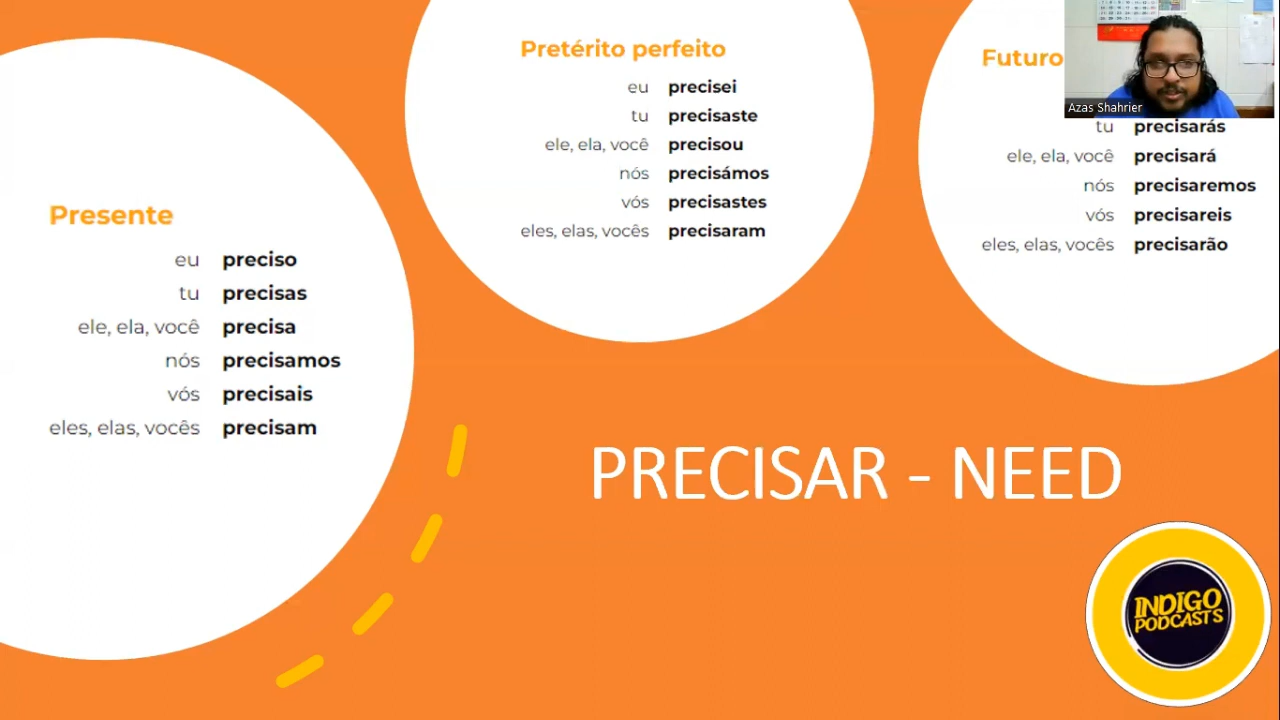 Presente
eu preciso
tu precisas
ele, ela, você precisa
nós precisamos
vós precisais
eles, elas, vocês precisam
Pretérito perfeito
eu precisei
tu precisaste
ele, ela, você precisou
nós precisámos
vós precisastes
eles, elas, vocês precisaram
Futuro
tu precisarás
ele, ela, você precisará
nós precisaremos
vós precisareis
eles, elas, vocês precisarão
Azas Shahrier
PRECISAR - NEED
INDIGO
PODCASTS